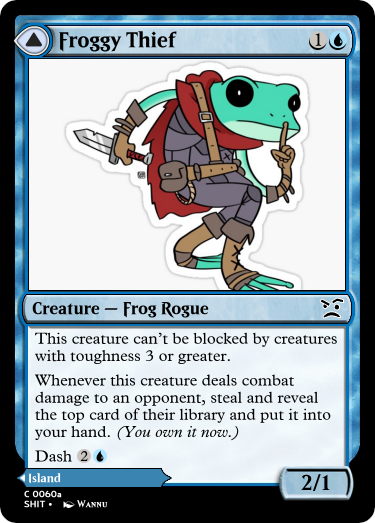 Froggy Thief 1
Creature — Frog Rogue
This creature can't be blocked by creatures
with toughness 3 or greater.
Whenever this creature deals combat
damage to an opponent, steal and reveal
the top card of their library and put it into
your hand. (You own it now.)
Dash 2
Island
2/1
C 0060a
SHIT • Wannu